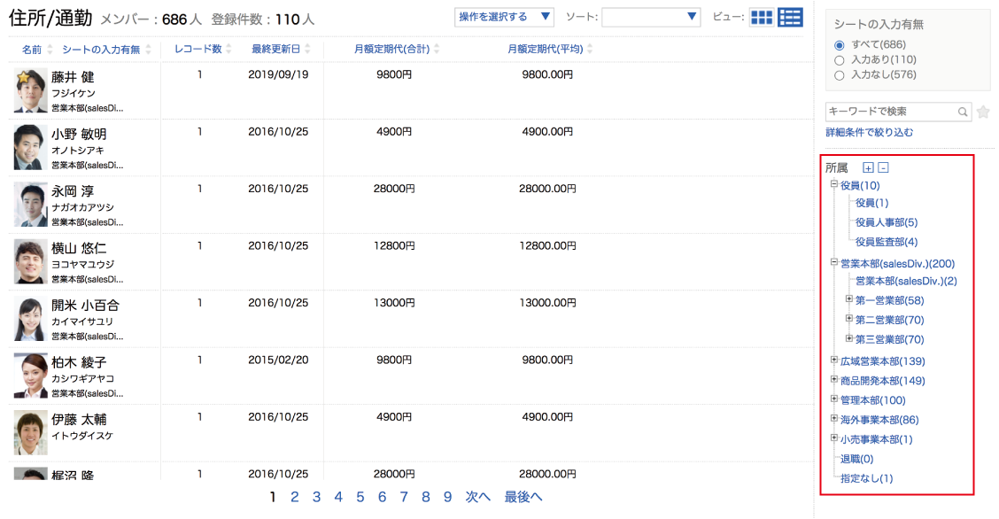 住所/通勤 メンバー : 686 人 登録件数 : 110 人 操作を選択する ▼ ソート: ▼ ビュー:
名前 シートの入力有無 レコード数 最終更新日 月額定期代(合計) 月額定期代(平均)
藤井 健 1 2019/09/19 9800円 9800.00円
フジイケン
営業本部(salesDi...
小野 敏明 1 2016/10/25 4900円 4900.00円
オノトシアキ
営業本部(salesDi...
永岡 淳 1 2016/10/25 28000円 28000.00円
ナガオカアツシ
営業本部(salesDi...
横山 悠仁 1 2016/10/25 12800円 12800.00円
ヨコヤマユウジ
営業本部(salesDi...
開米 小百合 1 2016/10/25 13000円 13000.00円
カイマイサユリ
営業本部(salesDi...
柏木 綾子 1 2015/02/20 9800円 9800.00円
カシワギアヤコ
営業本部(salesDi...
伊藤 太輔 1 2016/10/25 4900円 4900.00円
イトウダイスケ
梶沼 隆 1 2016/10/25 28000円 28000.00円
1 2 3 4 5 6 7 8 9 次へ 最後へ
シートの入力有無
すべて(686)
入力あり(110)
入力なし(576)
キーワードで検索
詳細条件で絞り込む
所属 + -
役員(10)
役員(1)
役員人事部(5)
役員監査部(4)
営業本部(salesDiv.)(200)
営業本部(salesDiv.)(2)
第一営業部(58)
第二営業部(70)
第三営業部(70)
広域営業本部(139)
商品開発本部(149)
管理本部(100)
海外事業本部(86)
小売事業本部(1)
退職(0)
指定なし(1)